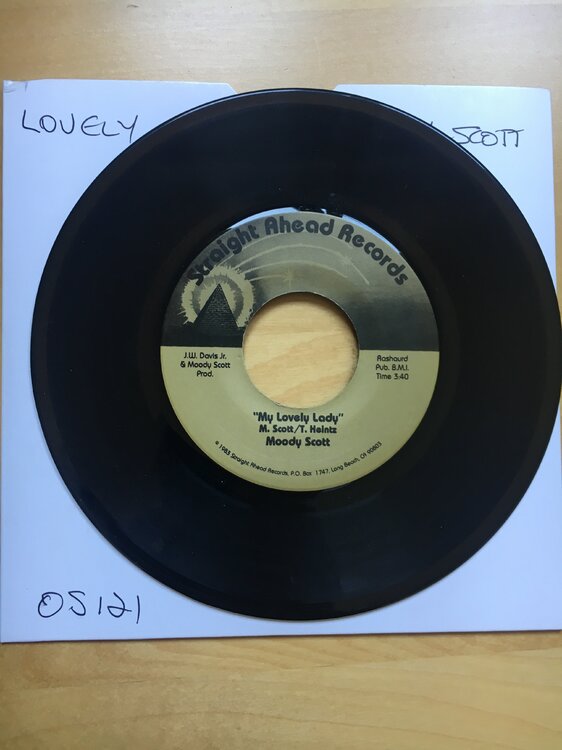 LOVELY
SCOTT
Straight Ahead Records
J.W. Davis Jr.
& Moody Scott
Prod.
Rashaurd
Pub. B.M.I.
Time 3:40
"My Lovely Lady"
M. Scott/T. Heintz
Moody Scott
© 1983 Straight Ahead Records, P.O. Box 1747, Long Beach, CA 90803
OS121